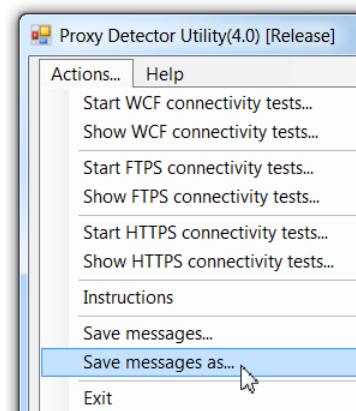 Proxy Detector Utility(4.0) [Release]
Actions... Help
Start WCF connectivity tests...
Show WCF connectivity tests...
Start FTPS connectivity tests...
Show FTPS connectivity tests...
Start HTTPS connectivity tests...
Show HTTPS connectivity tests...
Instructions
Save messages...
Save messages as...
Exit